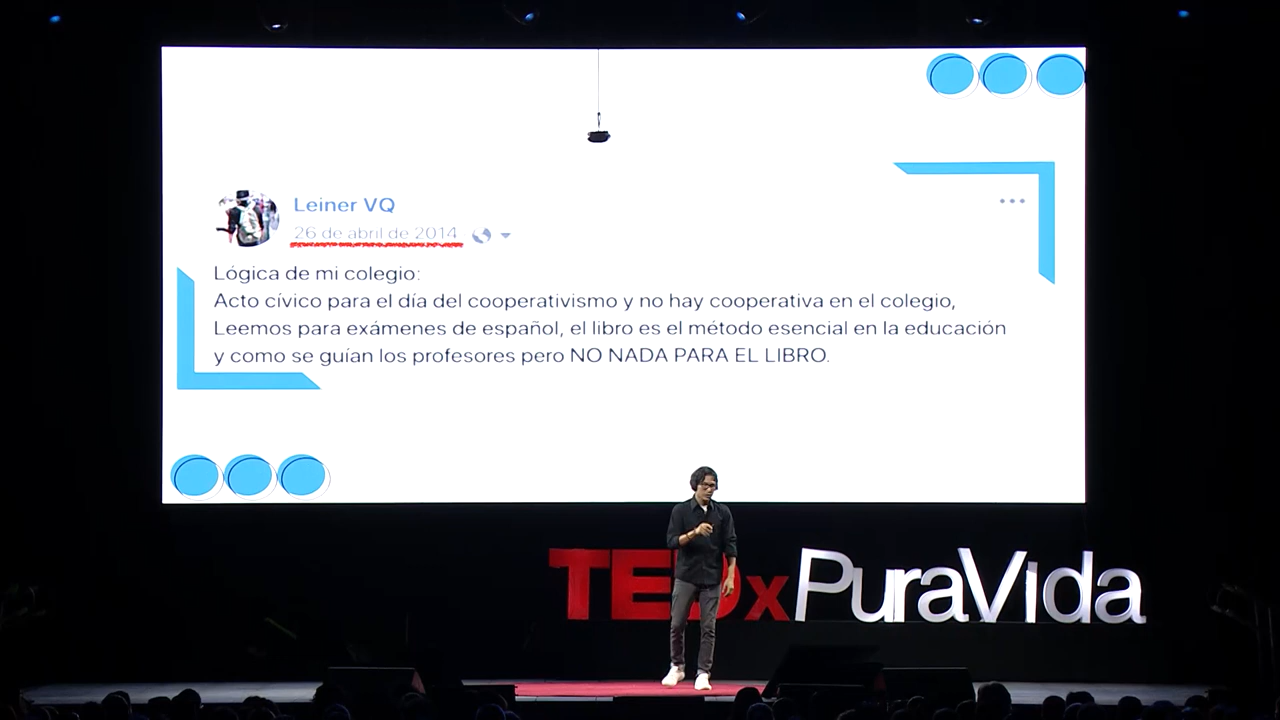 Leiner VQ
26 de abril de 2014
Lógica de mi colegio:
Acto cívico para el día del cooperativismo y no hay cooperativa en el colegio,
Leemos para exámenes de español, el libro es el método esencial en la educación
y como se guían los profesores pero NO NADA PARA EL LIBRO.
TEDxPuraVida